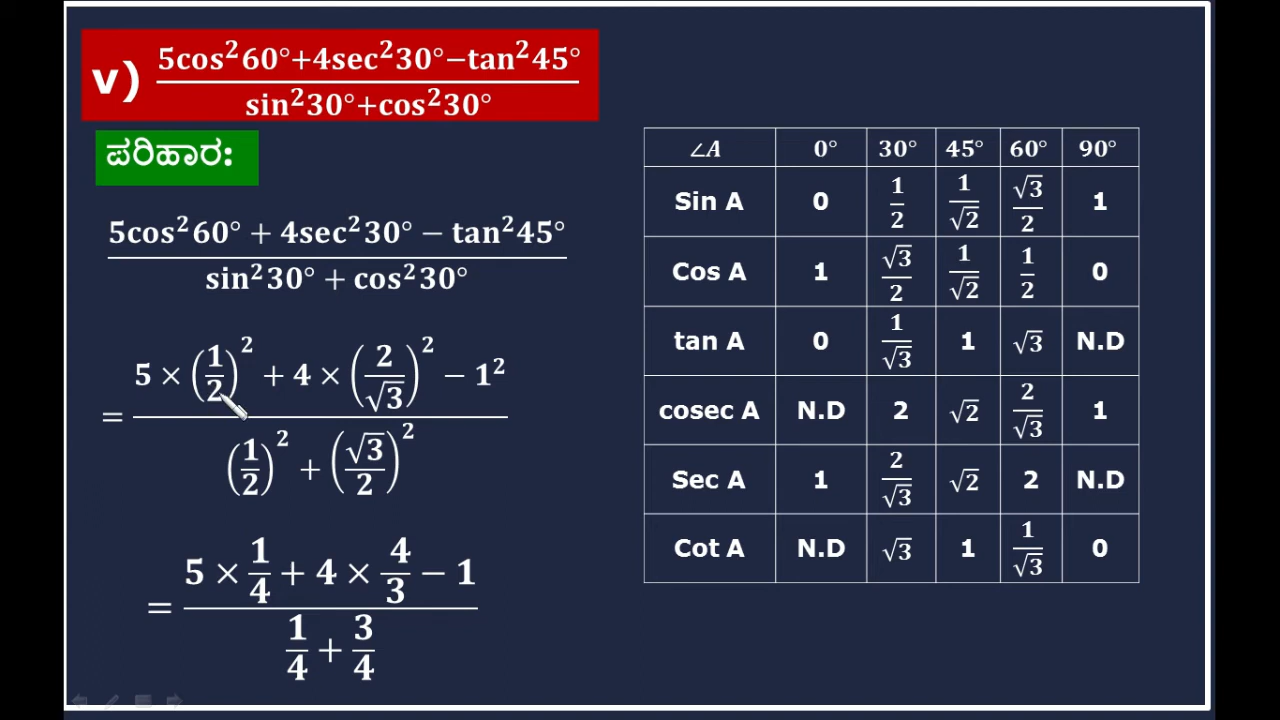 v) (5cos²60°+4sec²30°−tan²45°)/(sin²30°+cos²30°)
ಪರಿಹಾರ:
(5cos²60° + 4sec²30° − tan²45°)/(sin²30° + cos²30°)
= (5 × (1/2)² + 4 × (2/√3)² − 1²)/((1/2)² + (√3/2)²)
= (5 × 1/4 + 4 × 4/3 − 1)/(1/4 + 3/4)
∠A 0° 30° 45° 60° 90°
Sin A 0 1/2 1/√2 √3/2 1
Cos A 1 √3/2 1/√2 1/2 0
tan A 0 1/√3 1 √3 N.D
cosec A N.D 2 √2 2/√3 1
Sec A 1 2/√3 √2 2 N.D
Cot A N.D √3 1 1/√3 0